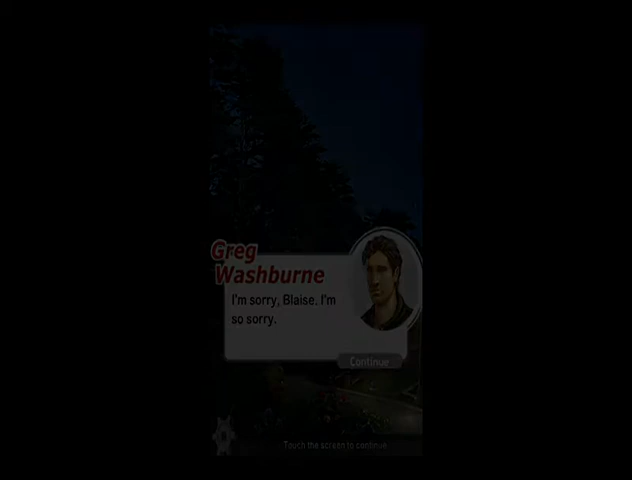 Greg
Washburne
I'm sorry, Blaise. I'm
so sorry.
Continue
Touch the screen to continue